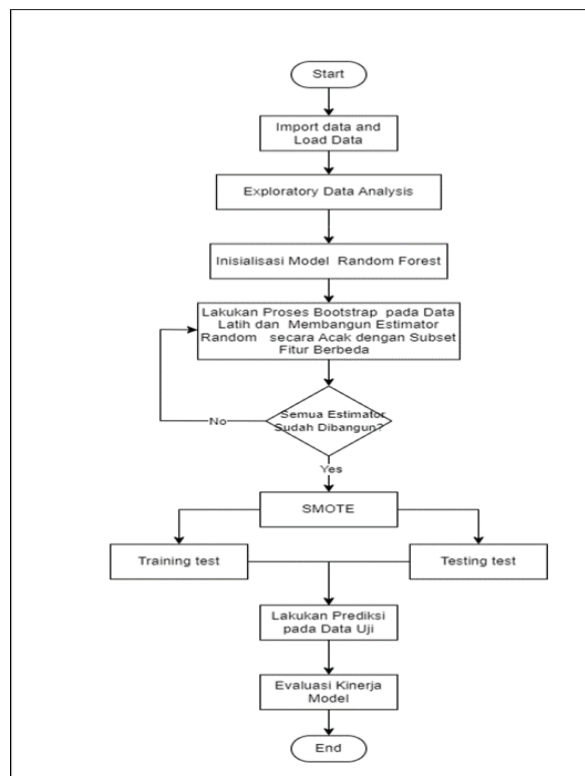 Start
Import data and
Load Data
Exploratory Data Analysis
Inisialisasi Model Random Forest
Lakukan Proses Bootstrap pada Data
Latih dan Membangun Estimator
Random secara Acak dengan Subset
Fitur Berbeda
Semua Estimator
Sudah Dibangun?
No
Yes
SMOTE
Training test
Testing test
Lakukan Prediksi
pada Data Uji
Evaluasi Kinerja
Model
End